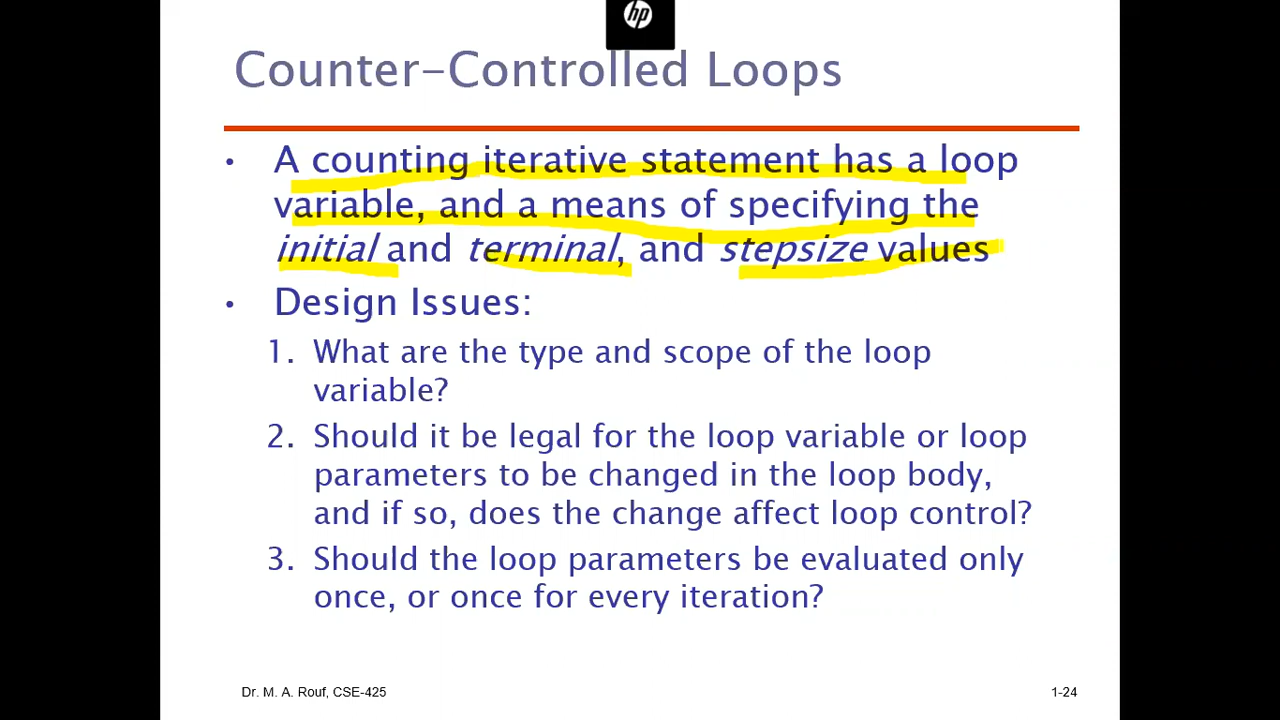 hp
Counter-Controlled Loops
• A counting iterative statement has a loop
variable, and a means of specifying the
initial and terminal, and stepsize values
• Design Issues:
1. What are the type and scope of the loop
variable?
2. Should it be legal for the loop variable or loop
parameters to be changed in the loop body,
and if so, does the change affect loop control?
3. Should the loop parameters be evaluated only
once, or once for every iteration?
Dr. M. A. Rouf, CSE-425
1-24